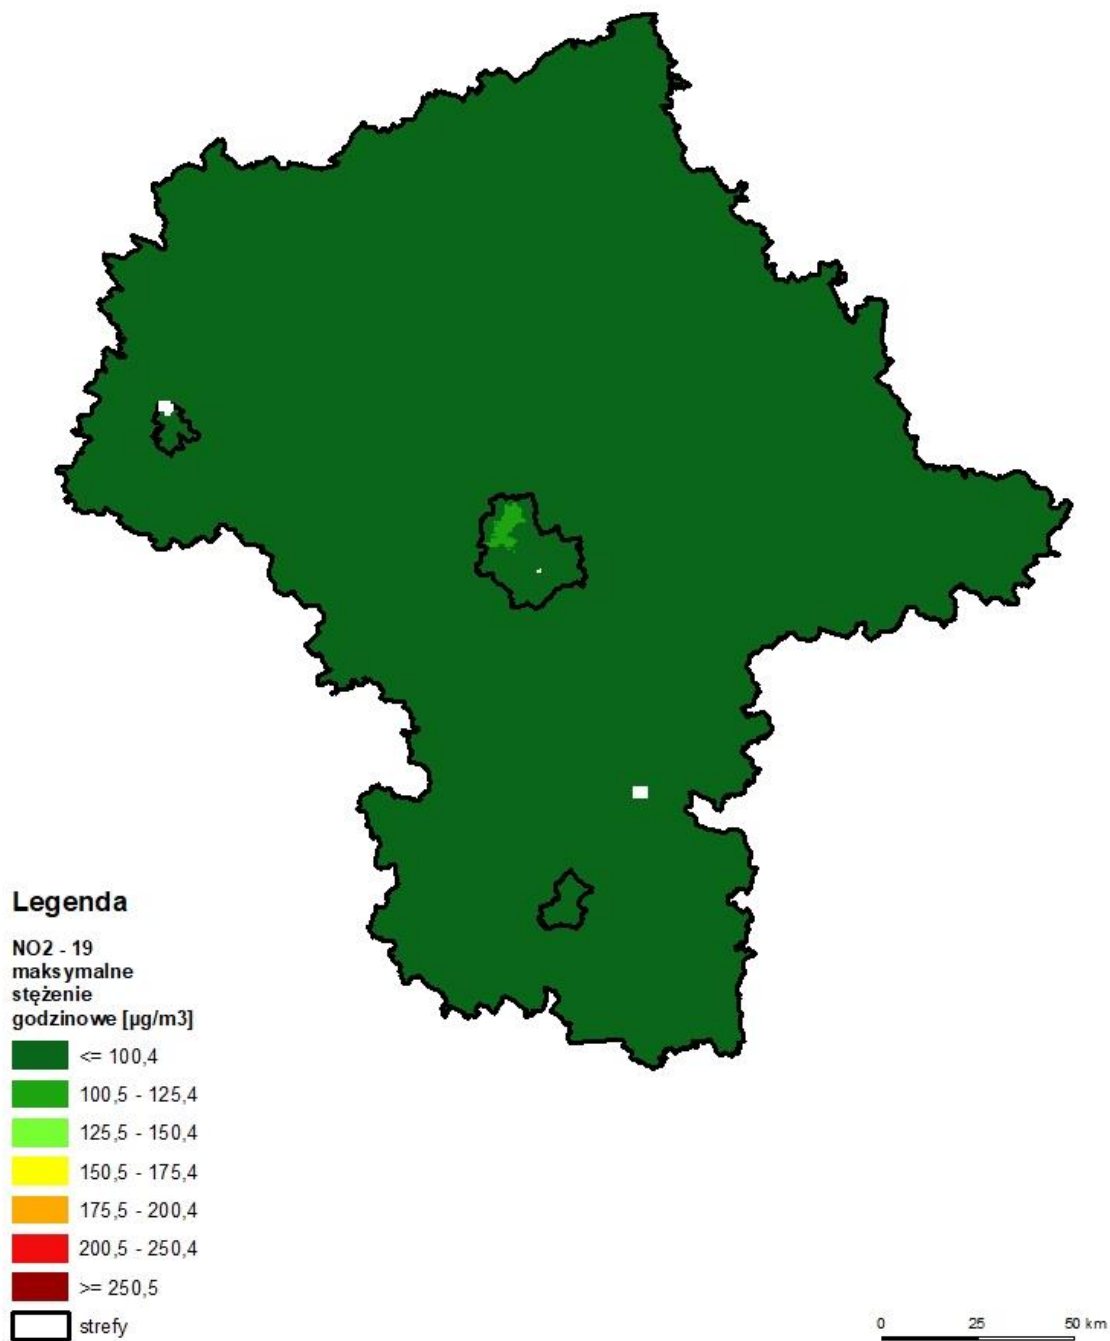 Legenda
NO2 - 19
maksymalne
stężenie
godzinowe [µg/m3]
<= 100,4
100,5 - 125,4
125,5 - 150,4
150,5 - 175,4
175,5 - 200,4
200,5 - 250,4
>= 250,5
strefy
0 25 50 km